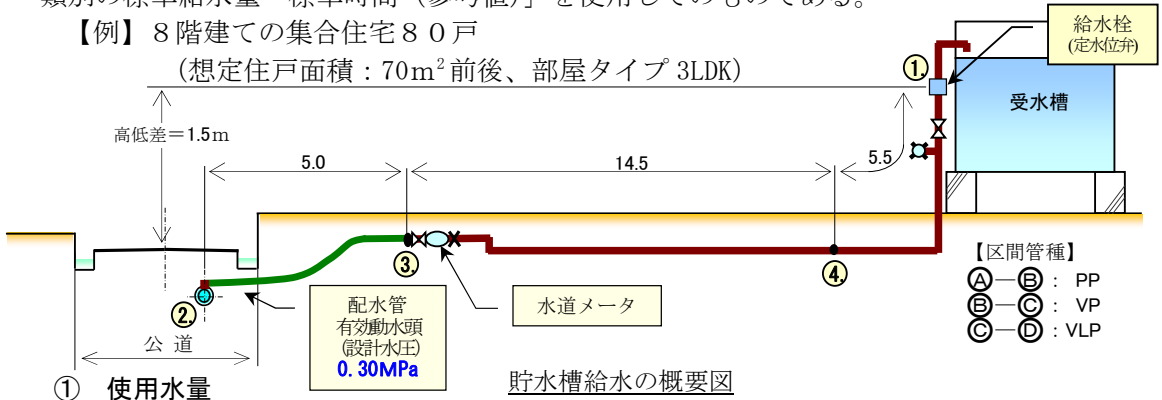 類別の標準給水量・標準時間（参考値）」を使用してのものである。
【例】８階建ての集合住宅８０戸
（想定住戸面積：70m²前後、部屋タイプ 3LDK）
給水栓
(定水位弁)
①.
受水槽
高低差＝1.5m
5.0
14.5
5.5
③.
④.
②.
配水管
有効動水頭
(設計水圧)
0.30MPa
水道メータ
【区間管種】
Ⓐ―Ⓑ：PP
Ⓑ―Ⓒ：VP
Ⓒ―Ⓓ：VLP
公道
① 使用水量
貯水槽給水の概要図